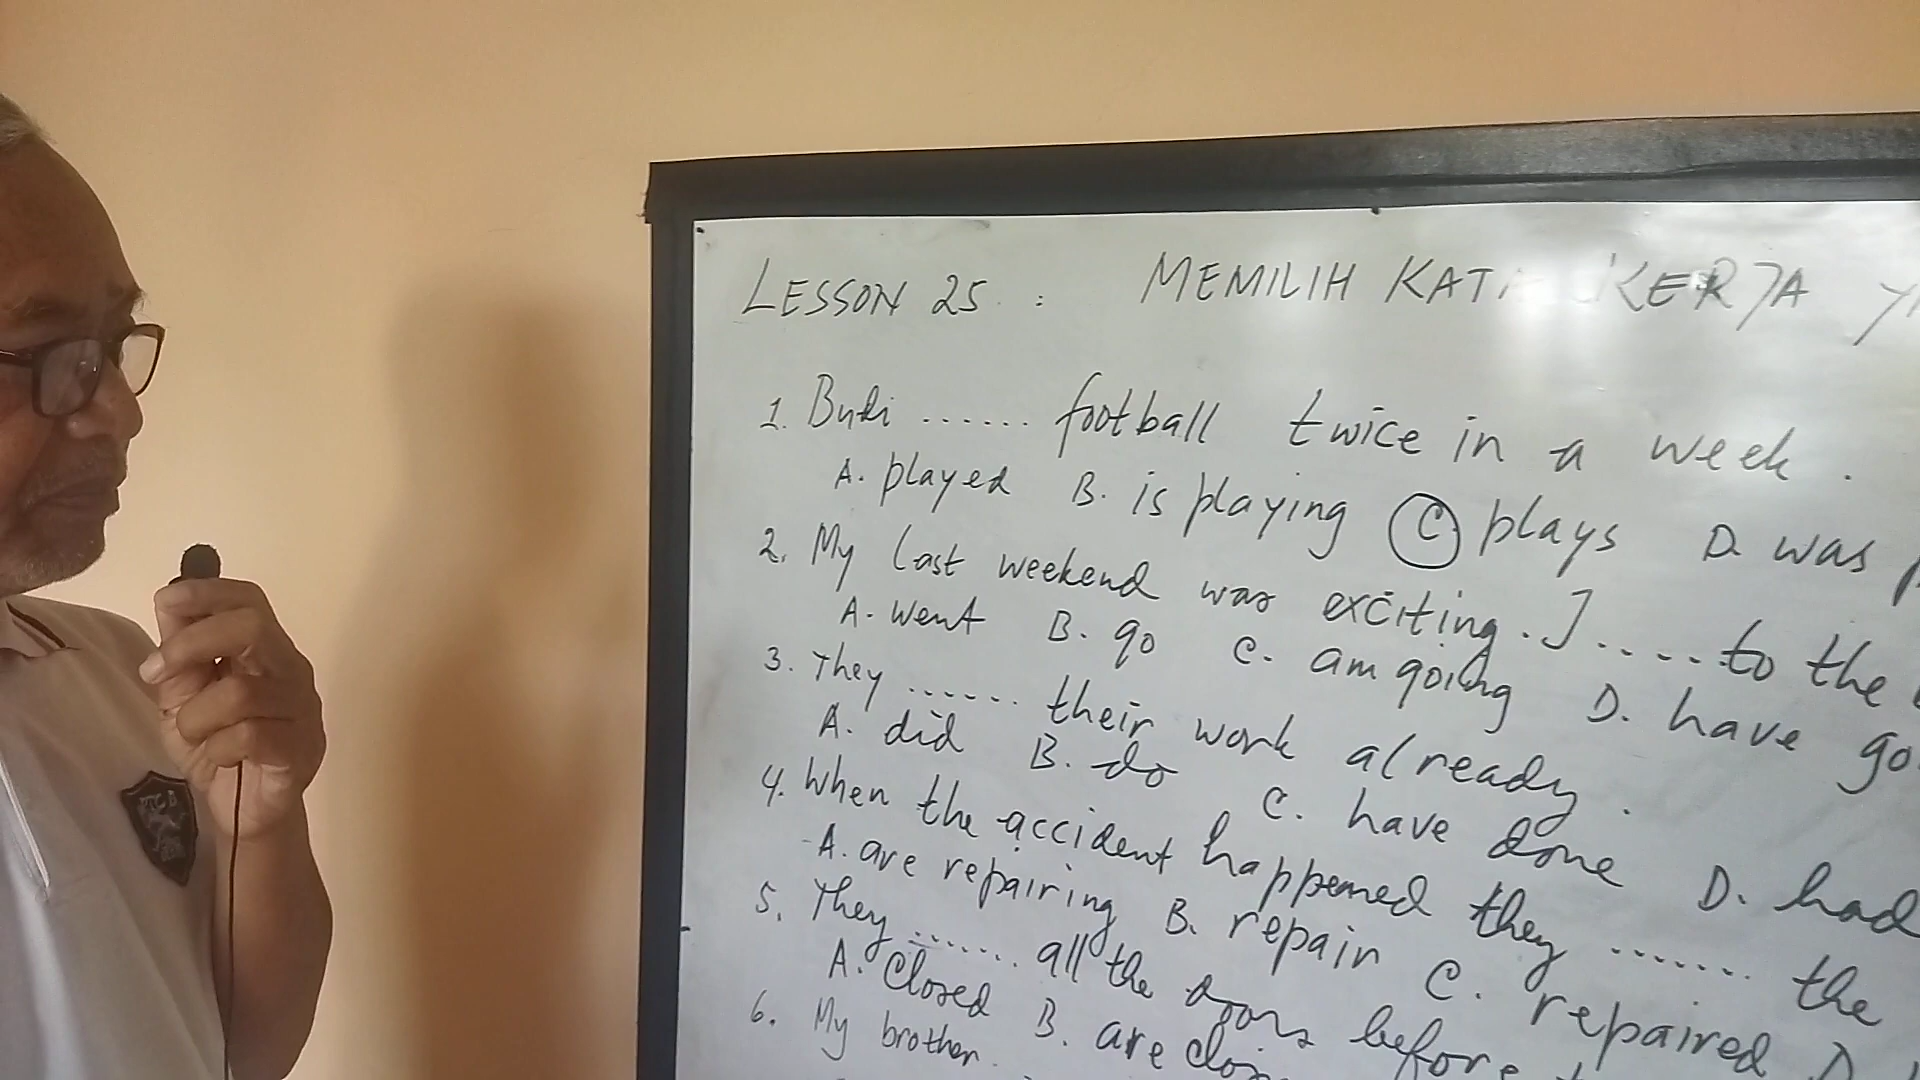 LESSON 25 : MEMILIH KATA KERJA
1. Budi ...... football twice in a week.
A. played B. is playing C plays D. was
2. My last weekend was exciting. I ..... to the
A. went B. go C. am going D. have go
3. They ...... their work already.
A. did B. do C. have done D. had
4. When the accident happened they ....... the
A. are repairing B. repair C. repaired D.
5. They ...... all the doors before
A. closed B. are closi
6. My brother